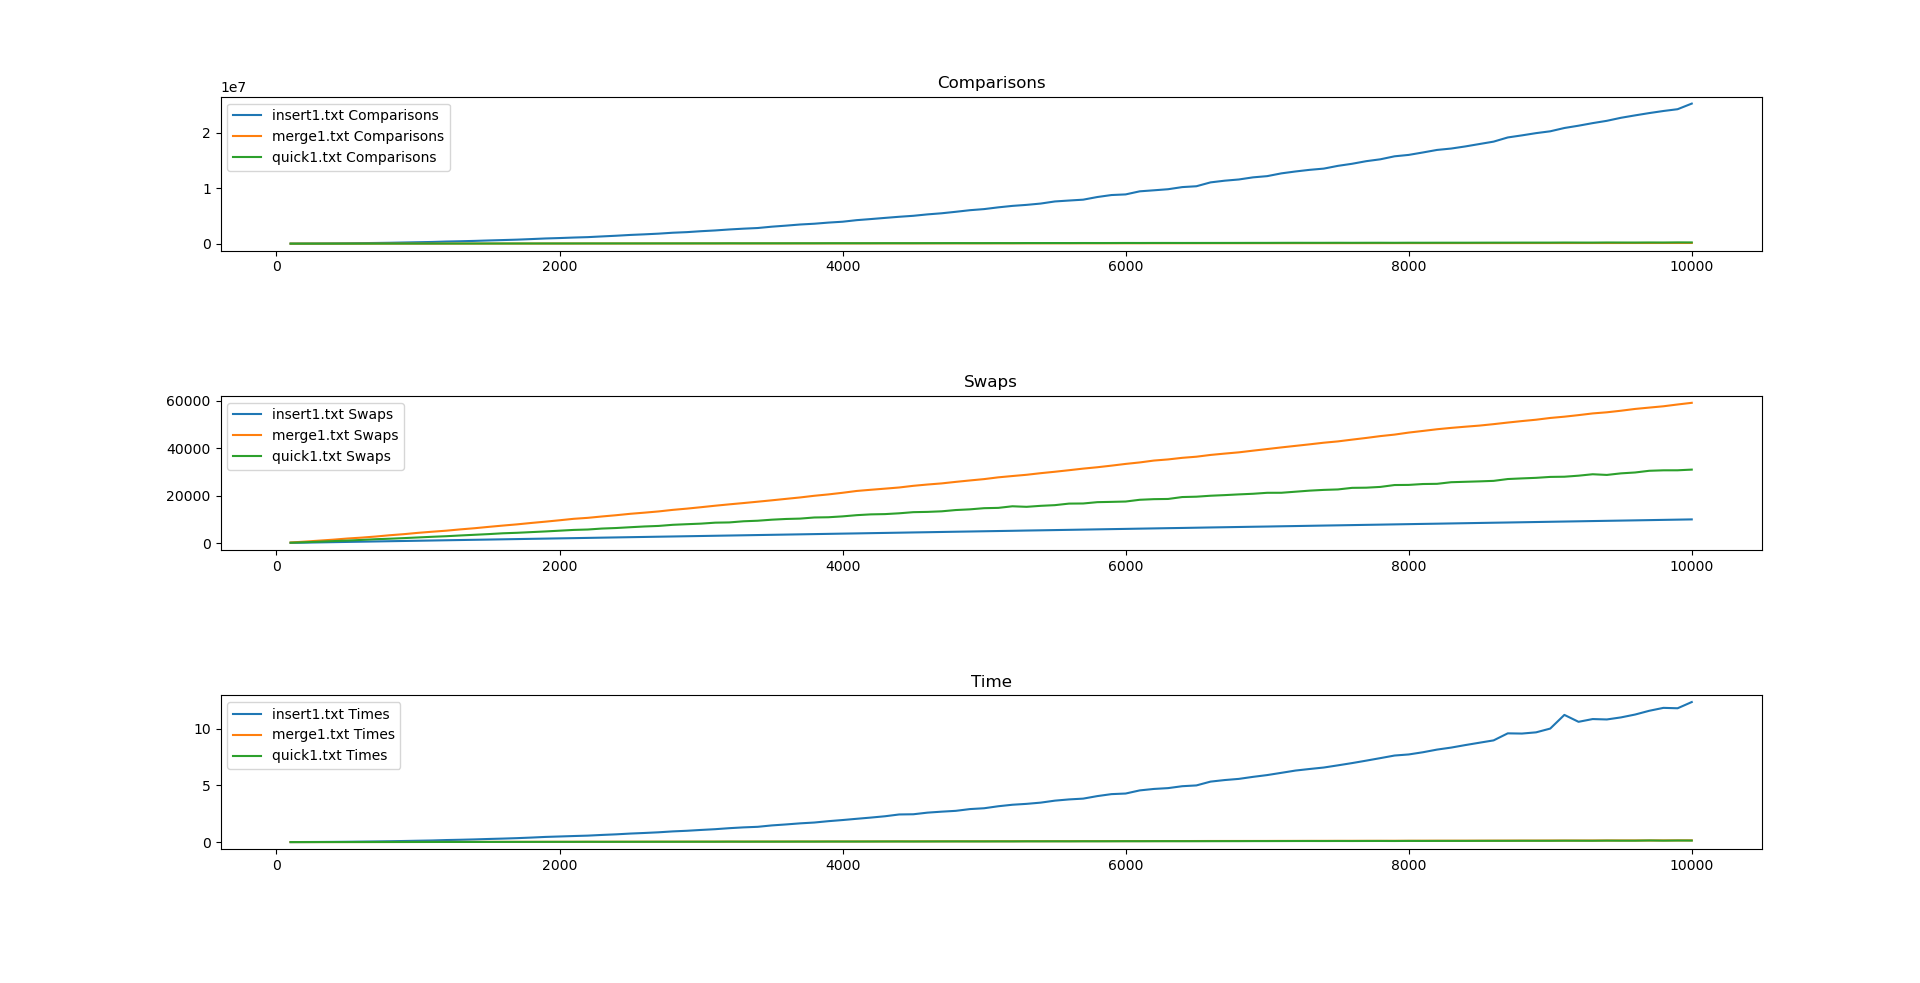 Comparisons
1e7
insert1.txt Comparisons
merge1.txt Comparisons
quick1.txt Comparisons
2
1
0
0 2000 4000 6000 8000 10000
Swaps
insert1.txt Swaps
merge1.txt Swaps
quick1.txt Swaps
60000
40000
20000
0
0 2000 4000 6000 8000 10000
Time
insert1.txt Times
merge1.txt Times
quick1.txt Times
10
5
0
0 2000 4000 6000 8000 10000